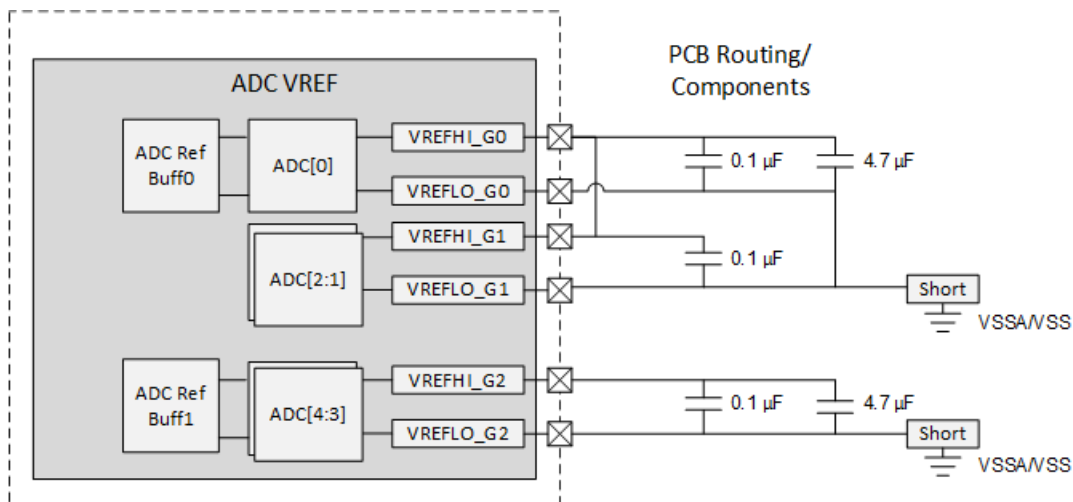 PCB Routing/
Components
ADC VREF
ADC Ref
Buff0
ADC[0]
VREFHI_G0
VREFLO_G0
0.1 µF
4.7 µF
ADC[2:1]
VREFHI_G1
VREFLO_G1
0.1 µF
Short
VSSA/VSS
ADC Ref
Buff1
ADC[4:3]
VREFHI_G2
VREFLO_G2
0.1 µF
4.7 µF
Short
VSSA/VSS